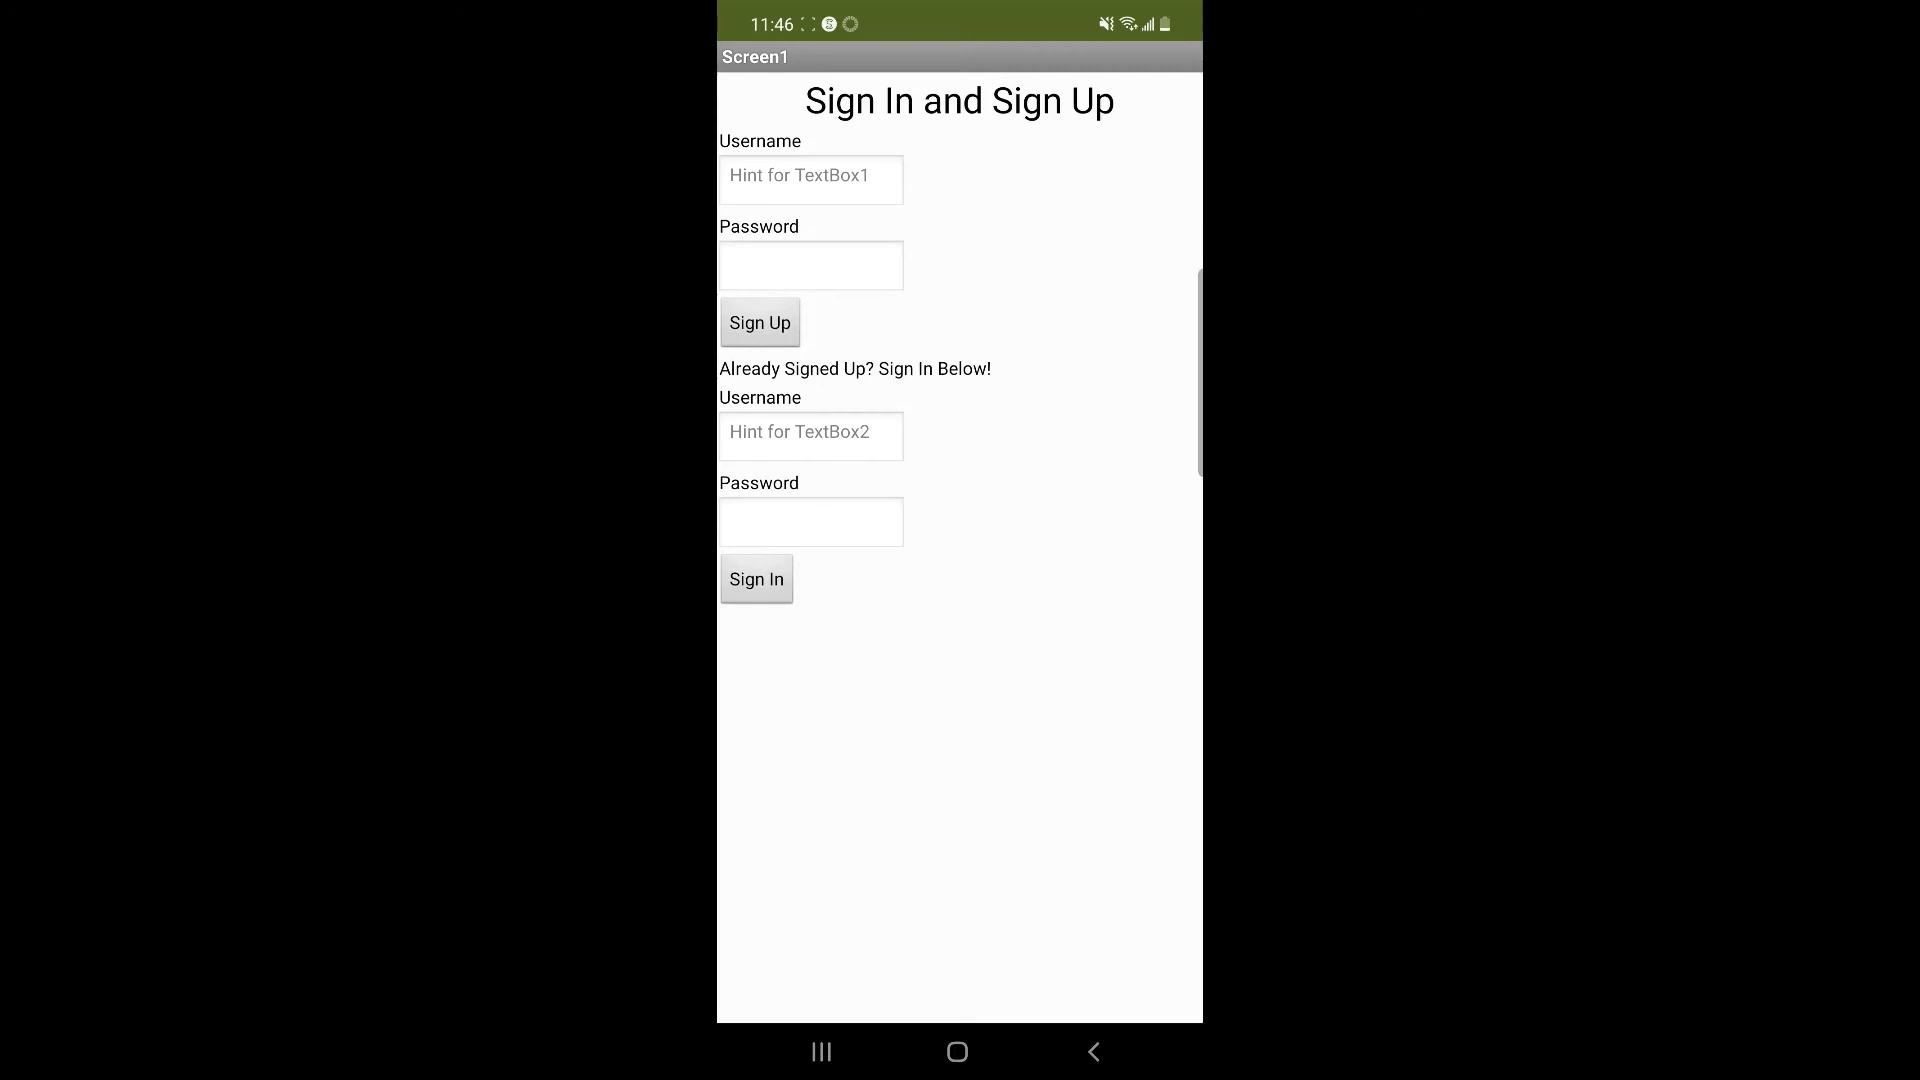 11:46
Screen1
Sign In and Sign Up
Username
Hint for TextBox1
Password
Sign Up
Already Signed Up? Sign In Below!
Username
Hint for TextBox2
Password
Sign In